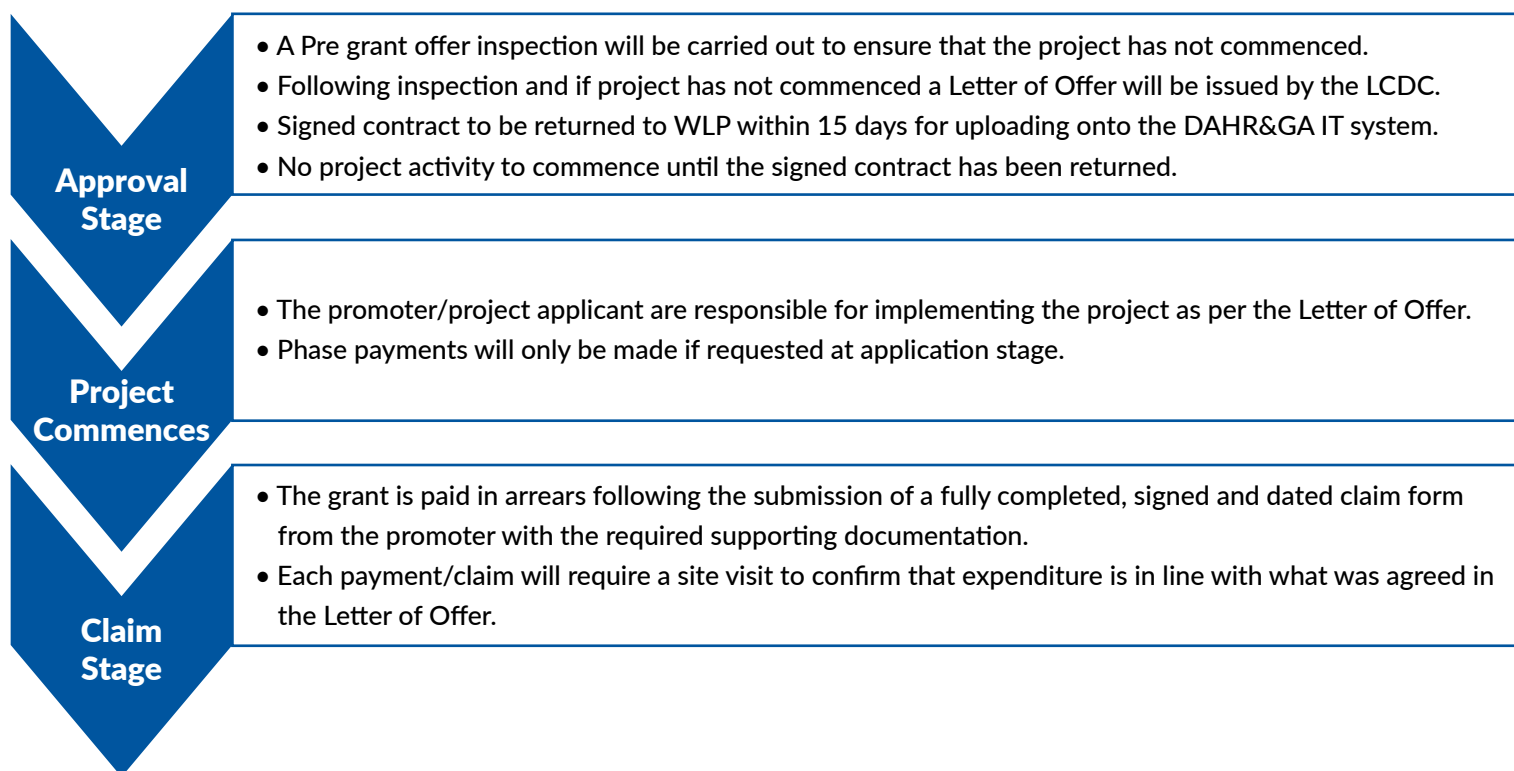 • A Pre grant offer inspection will be carried out to ensure that the project has not commenced.
• Following inspection and if project has not commenced a Letter of Offer will be issued by the LCDC.
• Signed contract to be returned to WLP within 15 days for uploading onto the DAHR&GA IT system.
• No project activity to commence until the signed contract has been returned.
Approval
Stage
• The promoter/project applicant are responsible for implementing the project as per the Letter of Offer.
• Phase payments will only be made if requested at application stage.
Project
Commences
• The grant is paid in arrears following the submission of a fully completed, signed and dated claim form
from the promoter with the required supporting documentation.
• Each payment/claim will require a site visit to confirm that expenditure is in line with what was agreed in
the Letter of Offer.
Claim
Stage